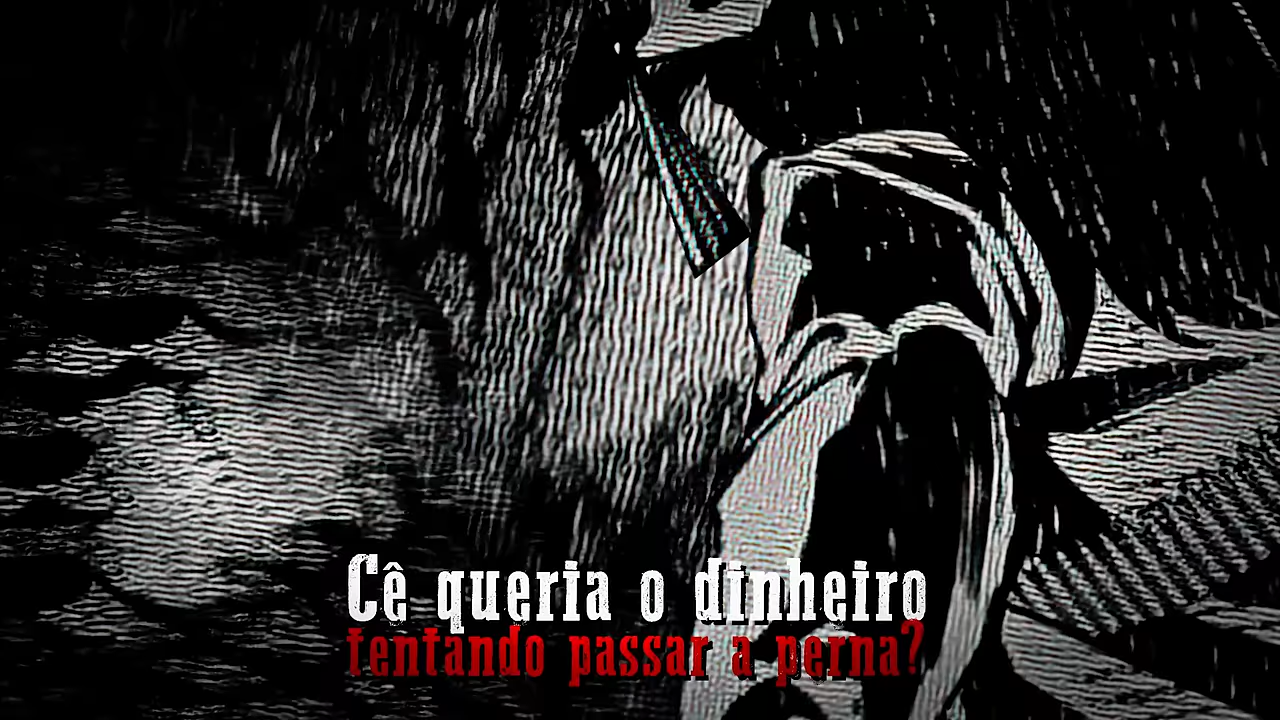 Cê queria o dinheiro
tentando passar a perna?